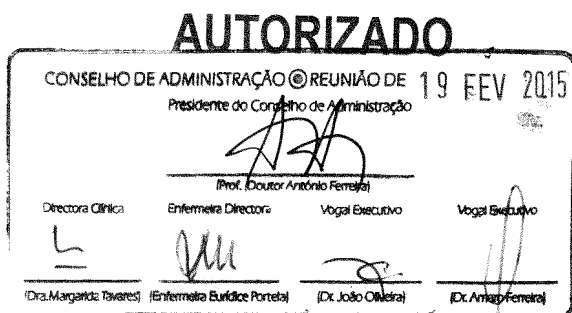 AUTORIZADO
CONSELHO DE ADMINISTRAÇÃO REUNIÃO DE 19 FEV 2015
Presidente do Conselho de Administração
(Prof. Doutor António Ferreira)
Directora Clínica Enfermeira Directora Vogal Executivo Vogal Executivo
(Dra. Margarida Tavares) (Enfermeira Eurídice Portela) (Dr. João Oliveira) (Dr. Amaro Ferreira)